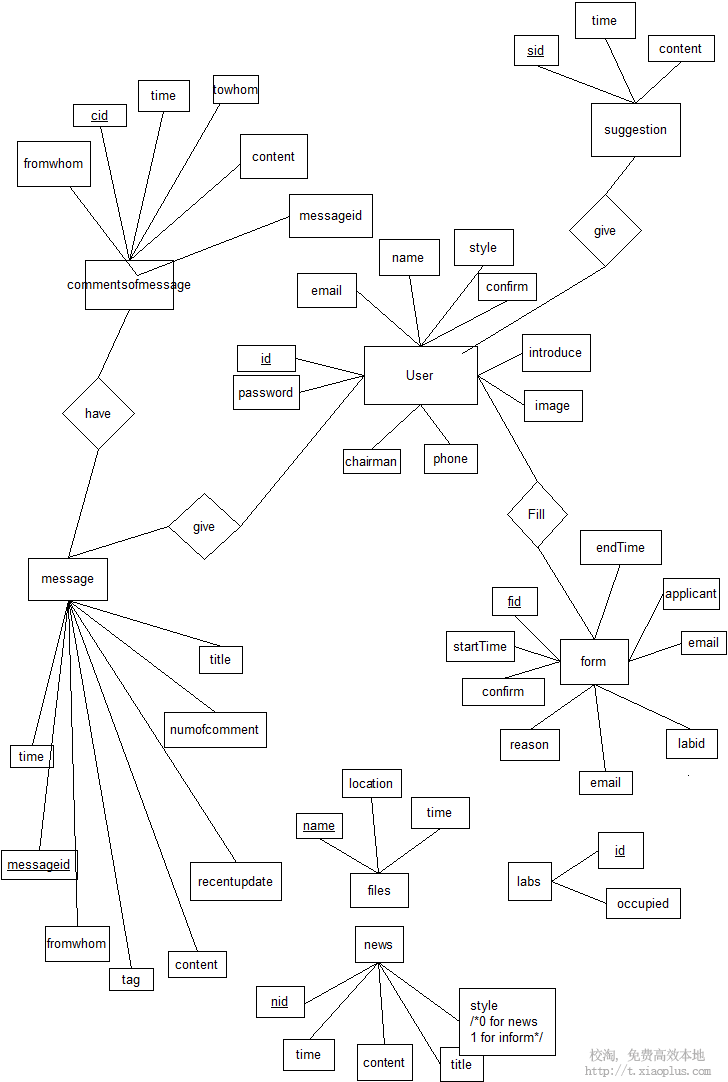 time
sid
content
suggestion
give
towhom
time
cid
content
fromwhom
messageid
commentsofmessage
have
name
style
email
confirm
id
password
User
introduce
image
chairman
phone
give
Fill
message
title
numofcomment
time
messageid
recentupdate
fromwhom
tag
content
endTime
fid
applicant
startTime
email
form
confirm
reason
labid
email
location
name
time
files
labs
id
occupied
news
nid
time
content
title
style
/*0 for news
1 for inform*/
校淘，免费高效本地
http://t.xiaoplus.com